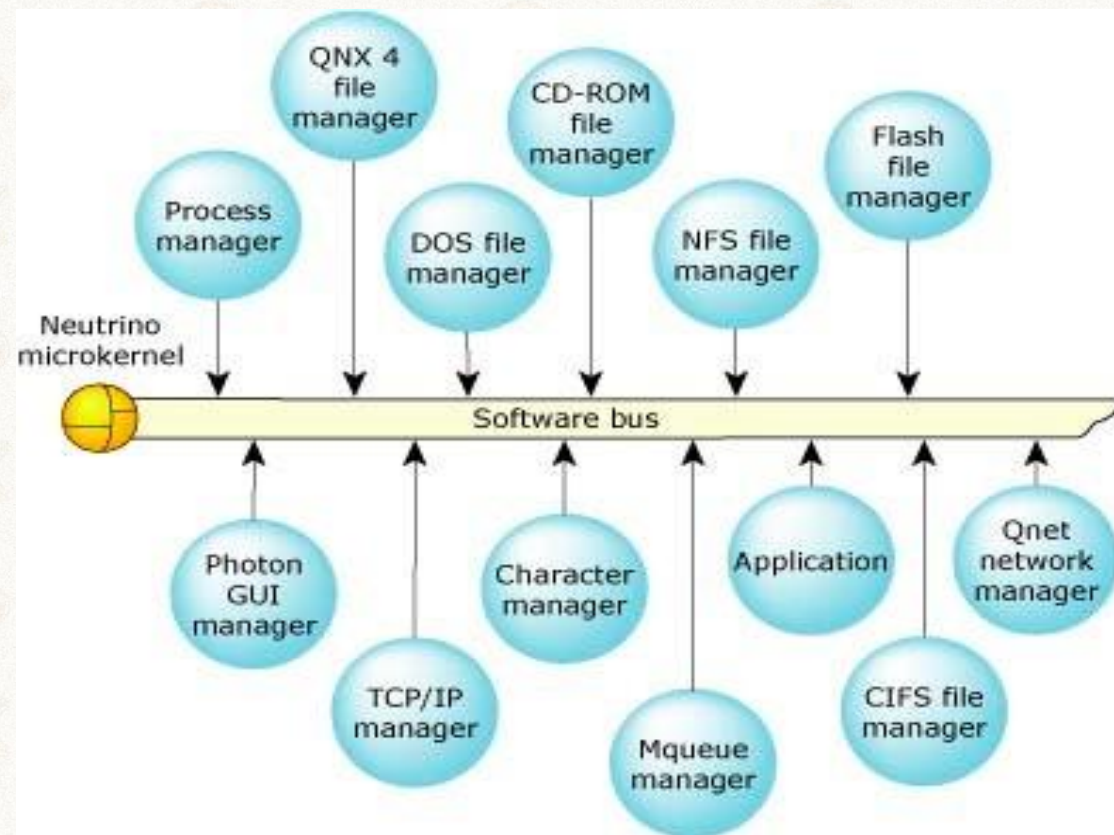 QNX 4
file
manager
CD-ROM
file
manager
Flash
file
manager
Process
manager
DOS file
manager
NFS file
manager
Neutrino
microkernel
Software bus
Photon
GUI
manager
TCP/IP
manager
Character
manager
Mqueue
manager
Application
CIFS file
manager
Qnet
network
manager